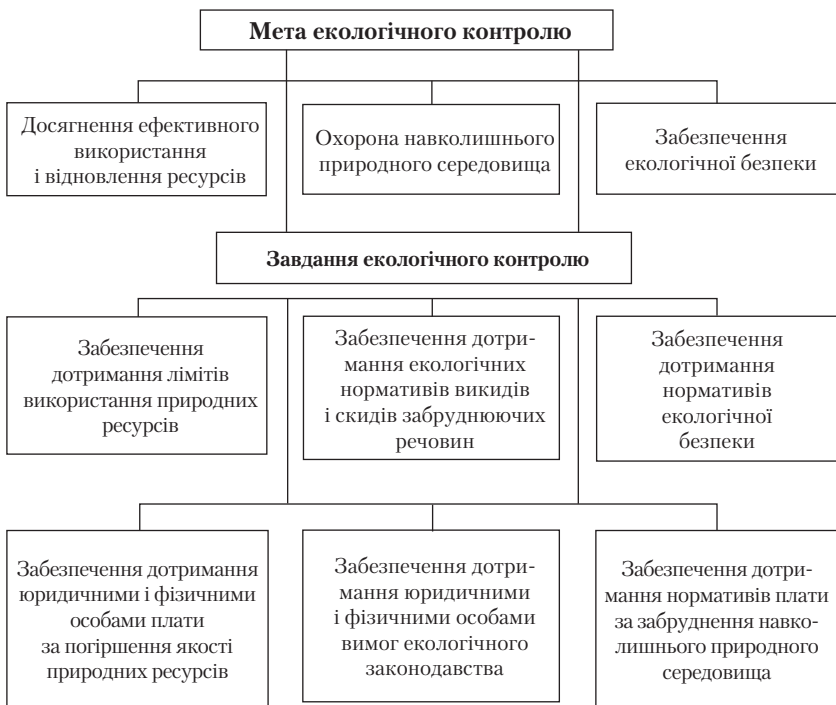 Мета екологічного контролю
Досягнення ефективного
використання
і відновлення ресурсів
Охорона навколишнього
природного середовища
Забезпечення
екологічної безпеки
Завдання екологічного контролю
Забезпечення
дотримання лімітів
використання природних
ресурсів
Забезпечення дотри-
мання екологічних
нормативів викидів
і скидів забруднюючих
речовин
Забезпечення
дотримання
нормативів
екологічної
безпеки
Забезпечення дотримання
юридичними і фізичними
особами плати
за погіршення якості
природних ресурсів
Забезпечення дотри-
мання юридичними
і фізичними особами
вимог екологічного
законодавства
Забезпечення дотри-
мання нормативів плати
за забруднення навко-
лишнього природного
середовища